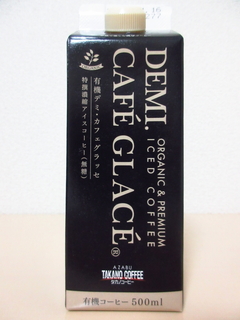 DEMI.
CAFÉ GLACÉ®
ORGANIC & PREMIUM
ICED COFFEE
有機デミ・カフェグラッセ
特撰濃縮アイスコーヒー(無糖)
AZABU
TAKANO COFFEE
タカノコーヒー
有機コーヒー 500ml